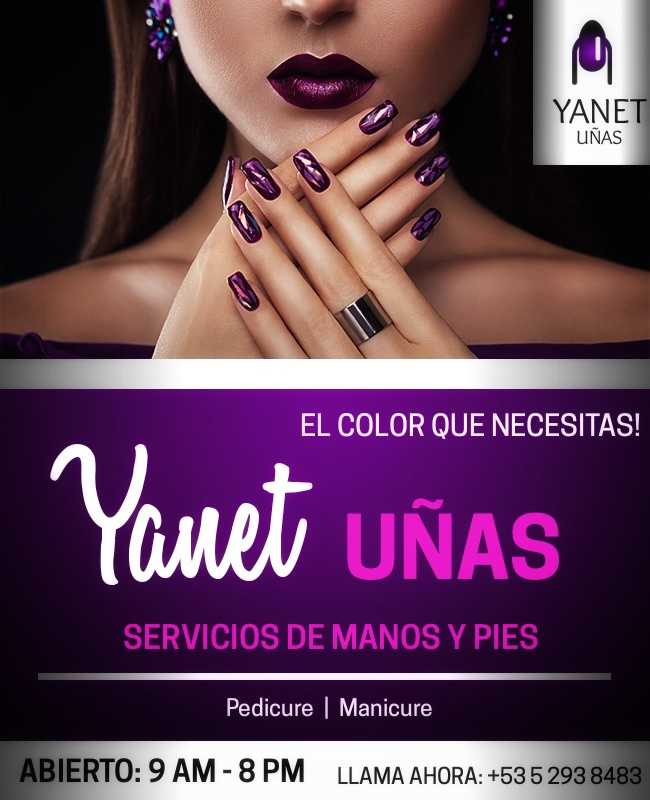 YANET
UÑAS
EL COLOR QUE NECESITAS!
Yanet UÑAS
SERVICIOS DE MANOS Y PIES
Pedicure | Manicure
ABIERTO: 9 AM - 8 PM LLAMA AHORA: +53 5 293 8483